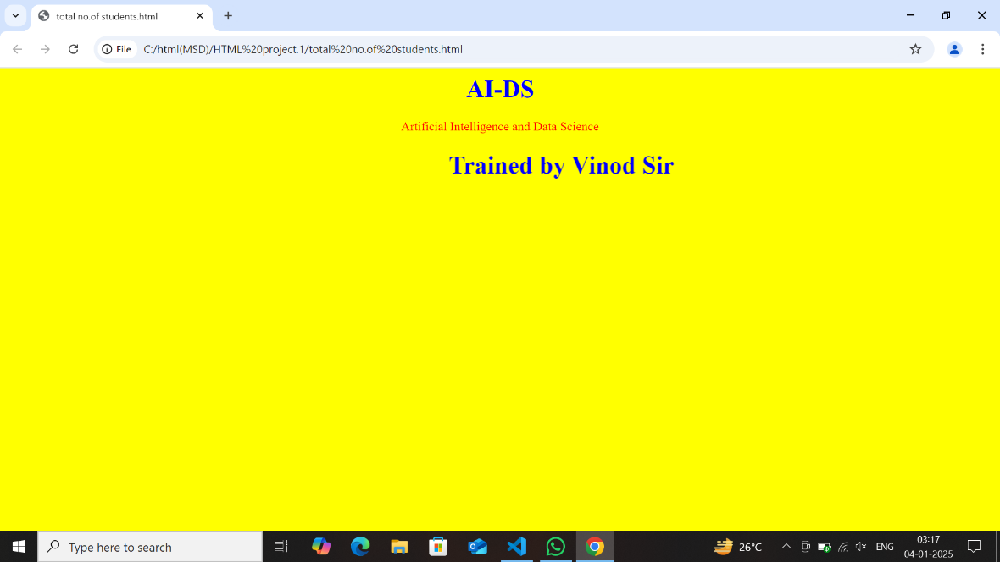 total no.of students.html
File
C:/html(MSD)/HTML%20project.1/total%20no.of%20students.html
AI-DS
Artificial Intelligence and Data Science
Trained by Vinod Sir
Type here to search
26°C
ENG
03:17
04-01-2025